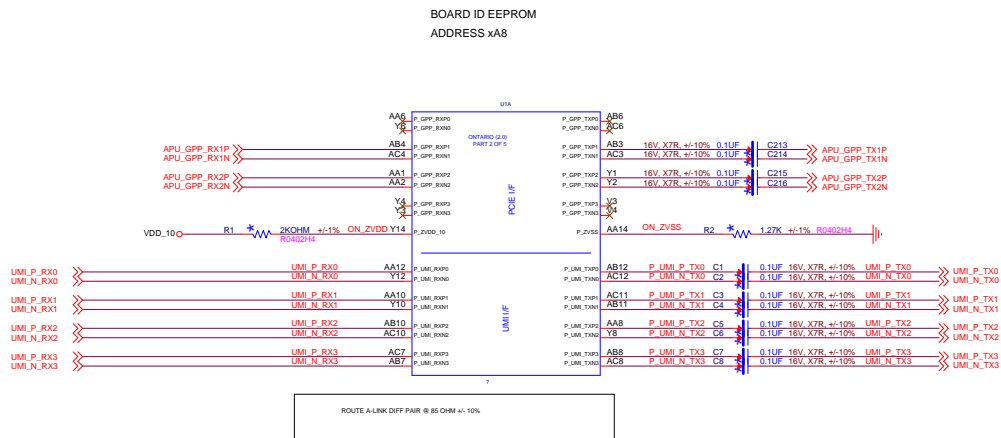 BOARD ID EEPROM
ADDRESS xA8
U1A
ONTARIO (2.0)
PART 2 OF 5
PCIE I/F
UMI I/F
AA6 P_GPP_RXP0 P_GPP_TXP0 AB6
Y6 P_GPP_RXN0 P_GPP_TXN0 AC6
APU_GPP_RX1P AB4 P_GPP_RXP1 P_GPP_TXP1 AB3 16V, X7R, +/-10% 0.1UF C213 APU_GPP_TX1P
APU_GPP_RX1N AC4 P_GPP_RXN1 P_GPP_TXN1 AC3 16V, X7R, +/-10% 0.1UF C214 APU_GPP_TX1N
APU_GPP_RX2P AA1 P_GPP_RXP2 P_GPP_TXP2 Y1 16V, X7R, +/-10% 0.1UF C215 APU_GPP_TX2P
APU_GPP_RX2N AA2 P_GPP_RXN2 P_GPP_TXN2 Y2 16V, X7R, +/-10% 0.1UF C216 APU_GPP_TX2N
Y4 P_GPP_RXP3 P_GPP_TXP3 V3
Y3 P_GPP_RXN3 P_GPP_TXN3 V4
VDD_10 R1 * 2KOHM +/-1% R0402H4 ON_ZVDD Y14 P_ZVDD_10 P_ZVSS AA14 ON_ZVSS R2 * 1.27K +/-1% R0402H4
UMI_P_RX0 UMI_P_RX0 AA12 P_UMI_RXP0 P_UMI_TXP0 AB12 P_UMI_P_TX0 C1 0.1UF 16V, X7R, +/-10% UMI_P_TX0 UMI_P_TX0
UMI_N_RX0 UMI_N_RX0 Y12 P_UMI_RXN0 P_UMI_TXN0 AC12 P_UMI_N_TX0 C2 0.1UF 16V, X7R, +/-10% UMI_N_TX0 UMI_N_TX0
UMI_P_RX1 UMI_P_RX1 AA10 P_UMI_RXP1 P_UMI_TXP1 AC11 P_UMI_P_TX1 C3 0.1UF 16V, X7R, +/-10% UMI_P_TX1 UMI_P_TX1
UMI_N_RX1 UMI_N_RX1 Y10 P_UMI_RXN1 P_UMI_TXN1 AB11 P_UMI_N_TX1 C4 0.1UF 16V, X7R, +/-10% UMI_N_TX1 UMI_N_TX1
UMI_P_RX2 UMI_P_RX2 AB10 P_UMI_RXP2 P_UMI_TXP2 AA8 P_UMI_P_TX2 C5 0.1UF 16V, X7R, +/-10% UMI_P_TX2 UMI_P_TX2
UMI_N_RX2 UMI_N_RX2 AC10 P_UMI_RXN2 P_UMI_TXN2 Y8 P_UMI_N_TX2 C6 0.1UF 16V, X7R, +/-10% UMI_N_TX2 UMI_N_TX2
UMI_P_RX3 UMI_P_RX3 AC7 P_UMI_RXP3 P_UMI_TXP3 AB8 P_UMI_P_TX3 C7 0.1UF 16V, X7R, +/-10% UMI_P_TX3 UMI_P_TX3
UMI_N_RX3 UMI_N_RX3 AB7 P_UMI_RXN3 P_UMI_TXN3 AC8 P_UMI_N_TX3 C8 0.1UF 16V, X7R, +/-10% UMI_N_TX3 UMI_N_TX3
?
ROUTE A-LINK DIFF PAIR @ 85 OHM +/- 10%